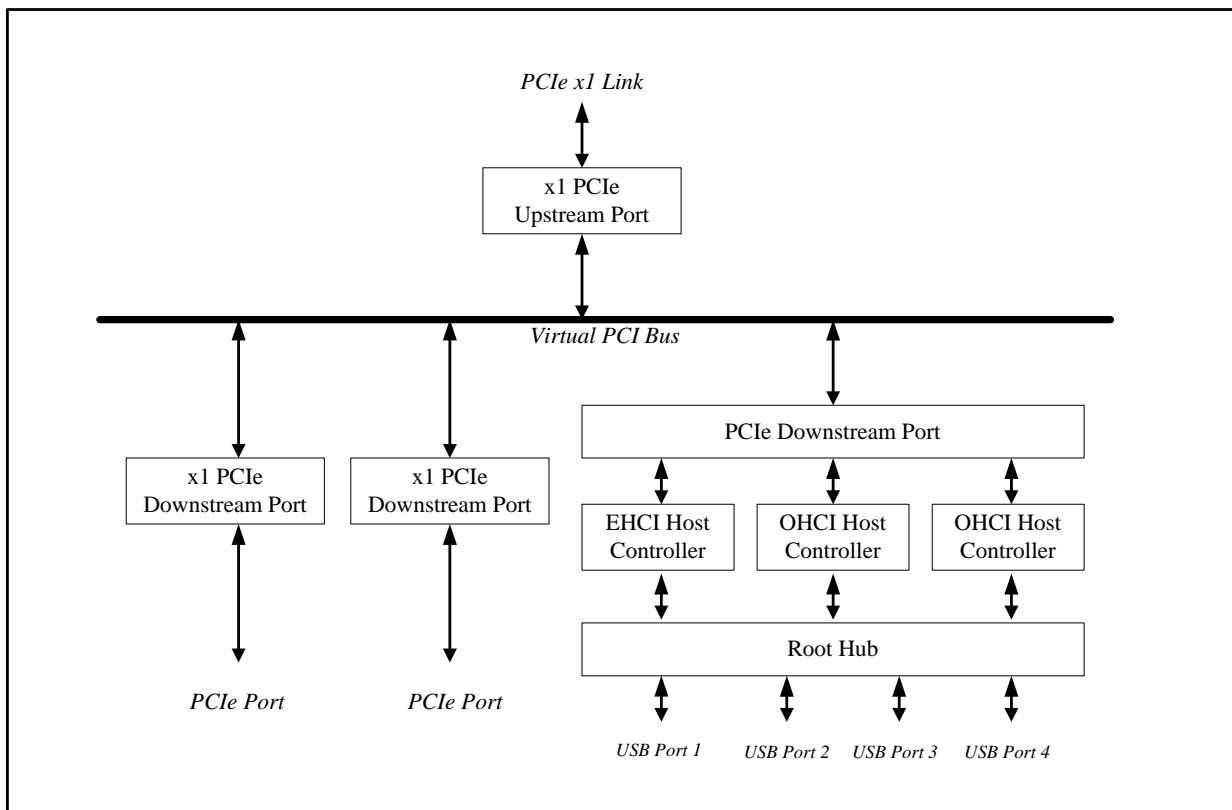 PCIe x1 Link
x1 PCIe
Upstream Port
Virtual PCI Bus
PCIe Downstream Port
x1 PCIe
Downstream Port
x1 PCIe
Downstream Port
EHCI Host
Controller
OHCI Host
Controller
OHCI Host
Controller
Root Hub
PCIe Port
PCIe Port
USB Port 1
USB Port 2
USB Port 3
USB Port 4